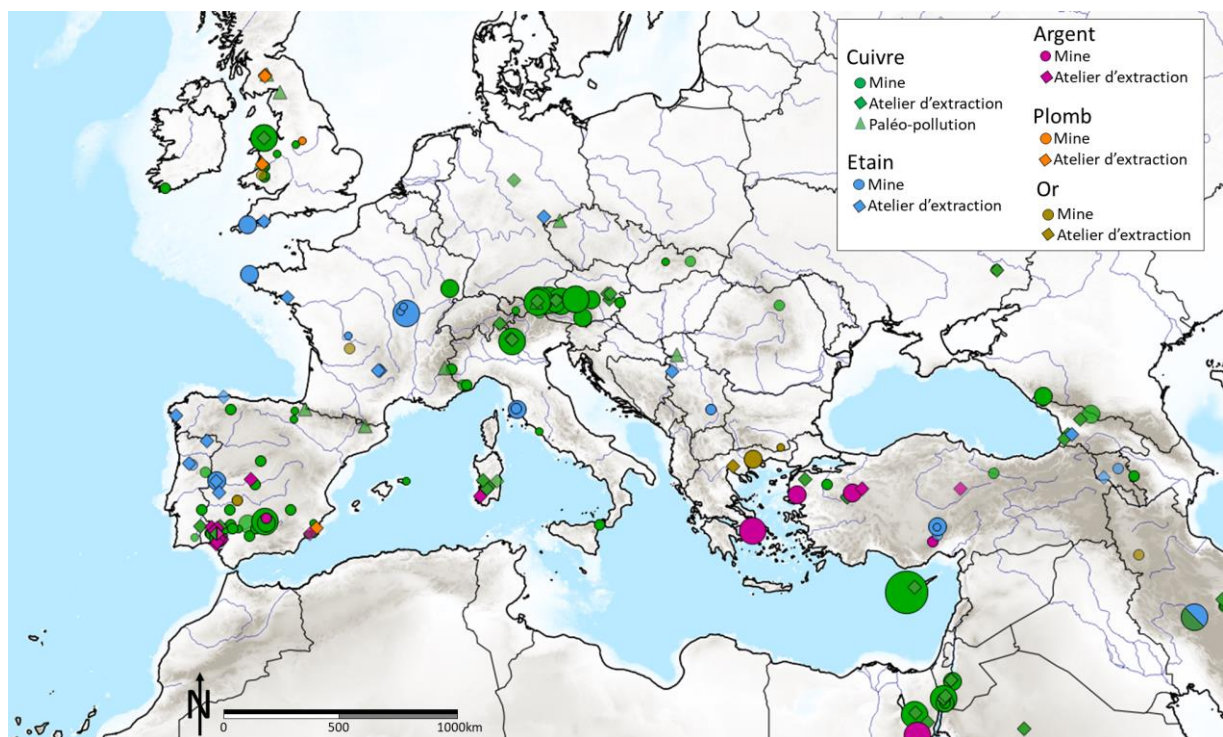 Cuivre
Mine
Atelier d'extraction
Paléo-pollution
Etain
Mine
Atelier d'extraction
Argent
Mine
Atelier d'extraction
Plomb
Mine
Atelier d'extraction
Or
Mine
Atelier d'extraction
N
0 500 1000km